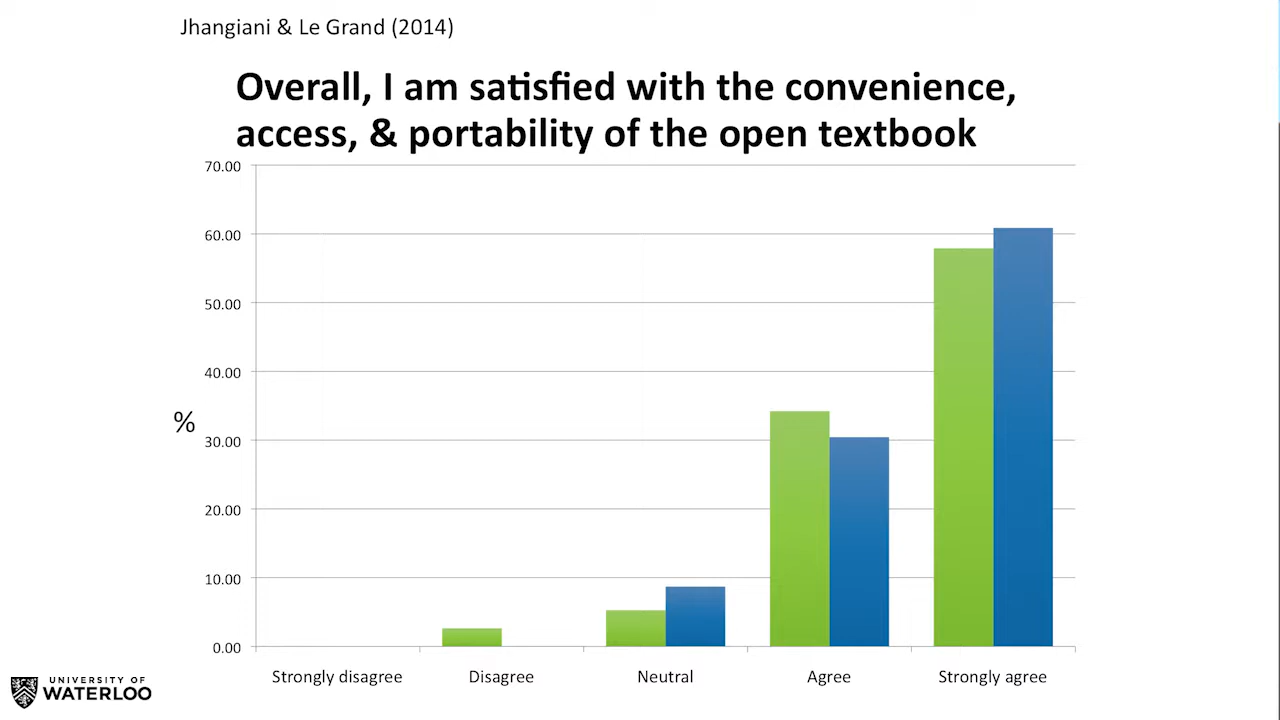 Jhangiani & Le Grand (2014)
Overall, I am satisfied with the convenience,
access, & portability of the open textbook
70.00
60.00
50.00
40.00
%
30.00
20.00
10.00
0.00
Strongly disagree
Disagree
Neutral
Agree
Strongly agree
UNIVERSITY OF
WATERLOO